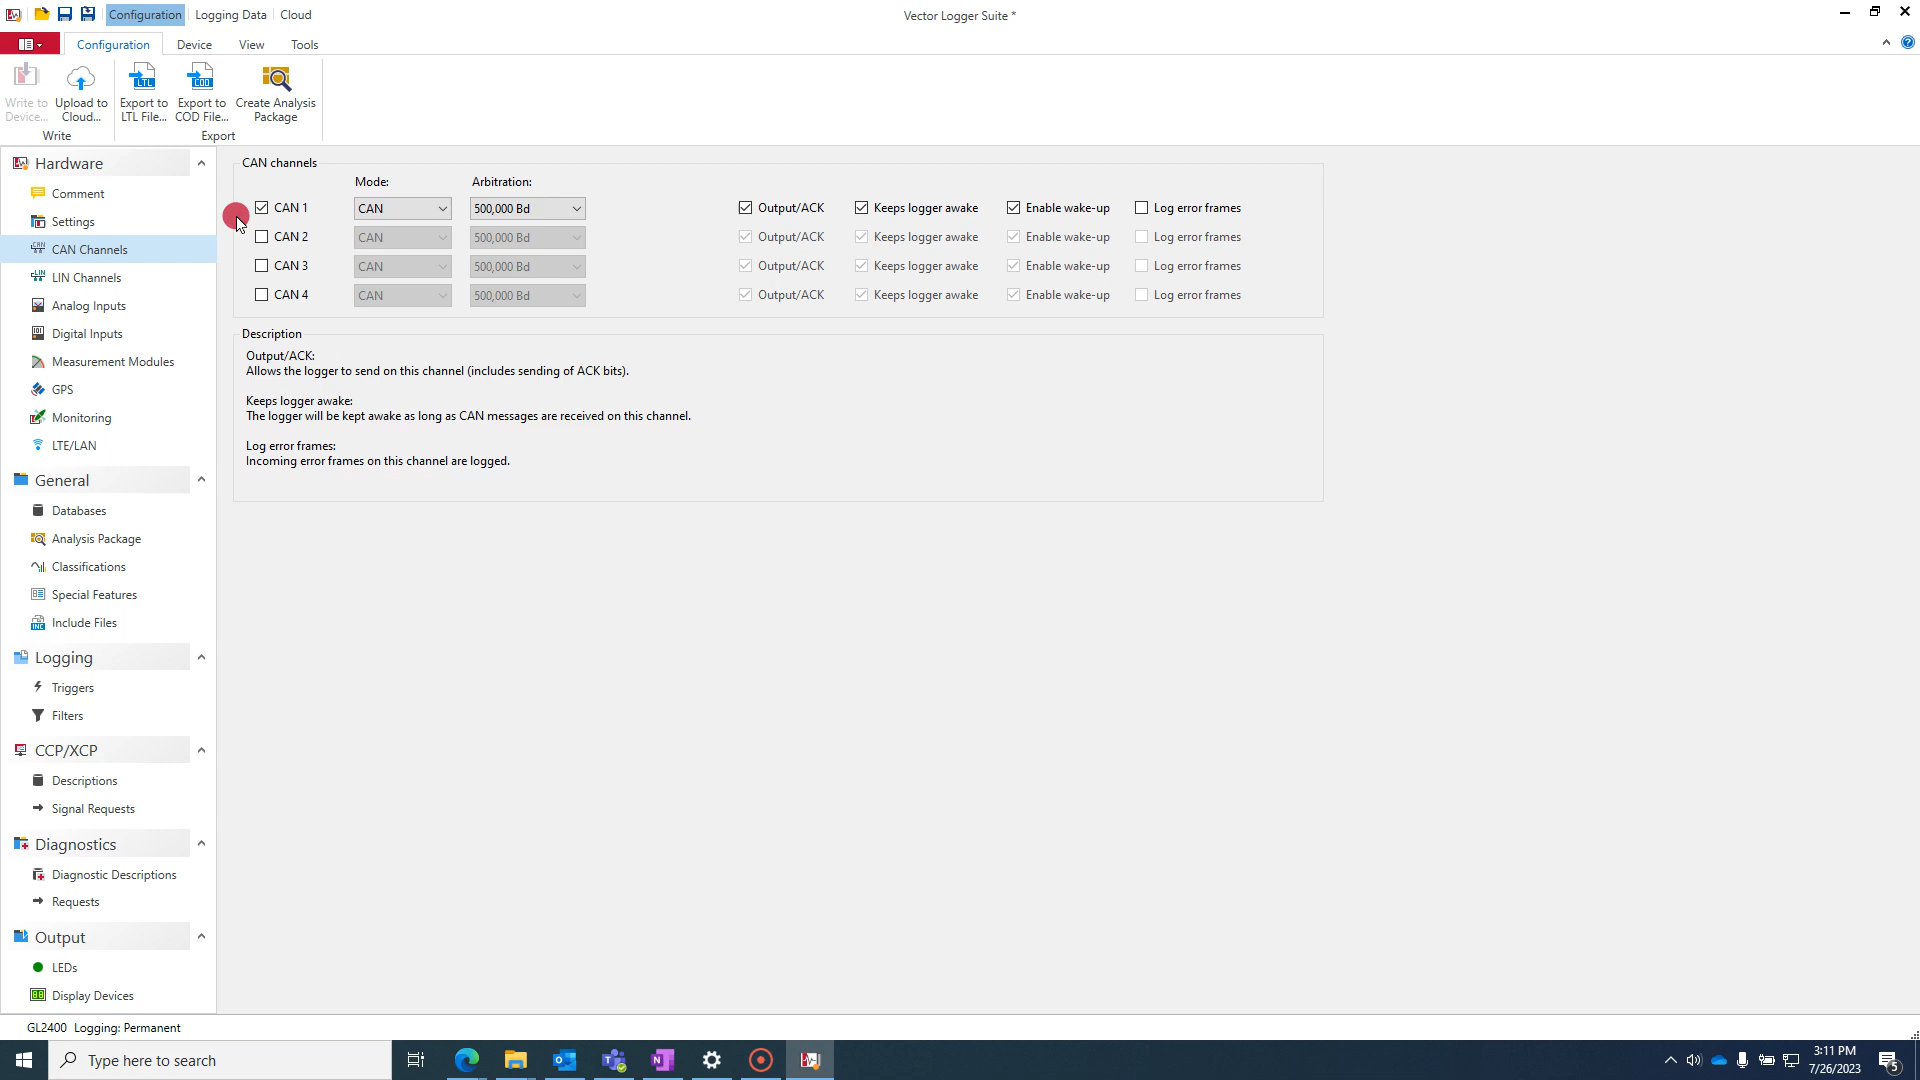 Configuration Logging Data Cloud
Vector Logger Suite *
Configuration Device View Tools
Write to Device...
Upload to Cloud...
Export to LTL File...
Export to COD File...
Create Analysis Package
Write
Export
Hardware
Comment
Settings
CAN Channels
LIN Channels
Analog Inputs
Digital Inputs
Measurement Modules
GPS
Monitoring
LTE/LAN
General
Databases
Analysis Package
Classifications
Special Features
Include Files
Logging
Triggers
Filters
CCP/XCP
Descriptions
Signal Requests
Diagnostics
Diagnostic Descriptions
Requests
Output
LEDs
Display Devices
CAN channels
Mode: Arbitration:
CAN 1 CAN 500,000 Bd Output/ACK Keeps logger awake Enable wake-up Log error frames
CAN 2 CAN 500,000 Bd Output/ACK Keeps logger awake Enable wake-up Log error frames
CAN 3 CAN 500,000 Bd Output/ACK Keeps logger awake Enable wake-up Log error frames
CAN 4 CAN 500,000 Bd Output/ACK Keeps logger awake Enable wake-up Log error frames
Description
Output/ACK:
Allows the logger to send on this channel (includes sending of ACK bits).
Keeps logger awake:
The logger will be kept awake as long as CAN messages are received on this channel.
Log error frames:
Incoming error frames on this channel are logged.
GL2400 Logging: Permanent
Type here to search
3:11 PM
7/26/2023
5